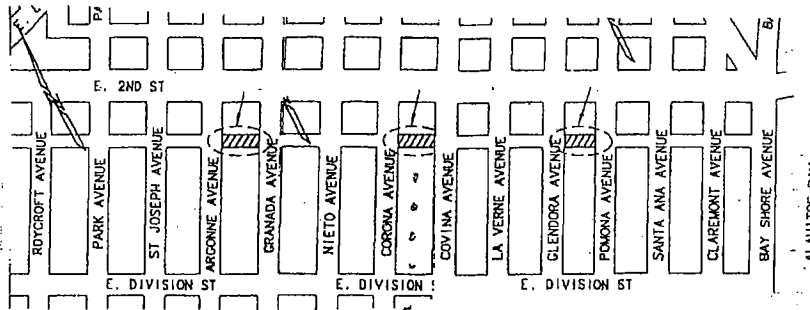 E. 2ND ST
ROYCROFT AVENUE
PARK AVENUE
ST JOSEPH AVENUE
ARGONNE AVENUE
GRANADA AVENUE
NIETO AVENUE
CORONA AVENUE
COVINA AVENUE
LA VERNE AVENUE
GLENDORA AVENUE
POMONA AVENUE
SANTA ANA AVENUE
CLAREMONT AVENUE
BAY SHORE AVENUE
E. DIVISION ST
E. DIVISION
E. DIVISION ST